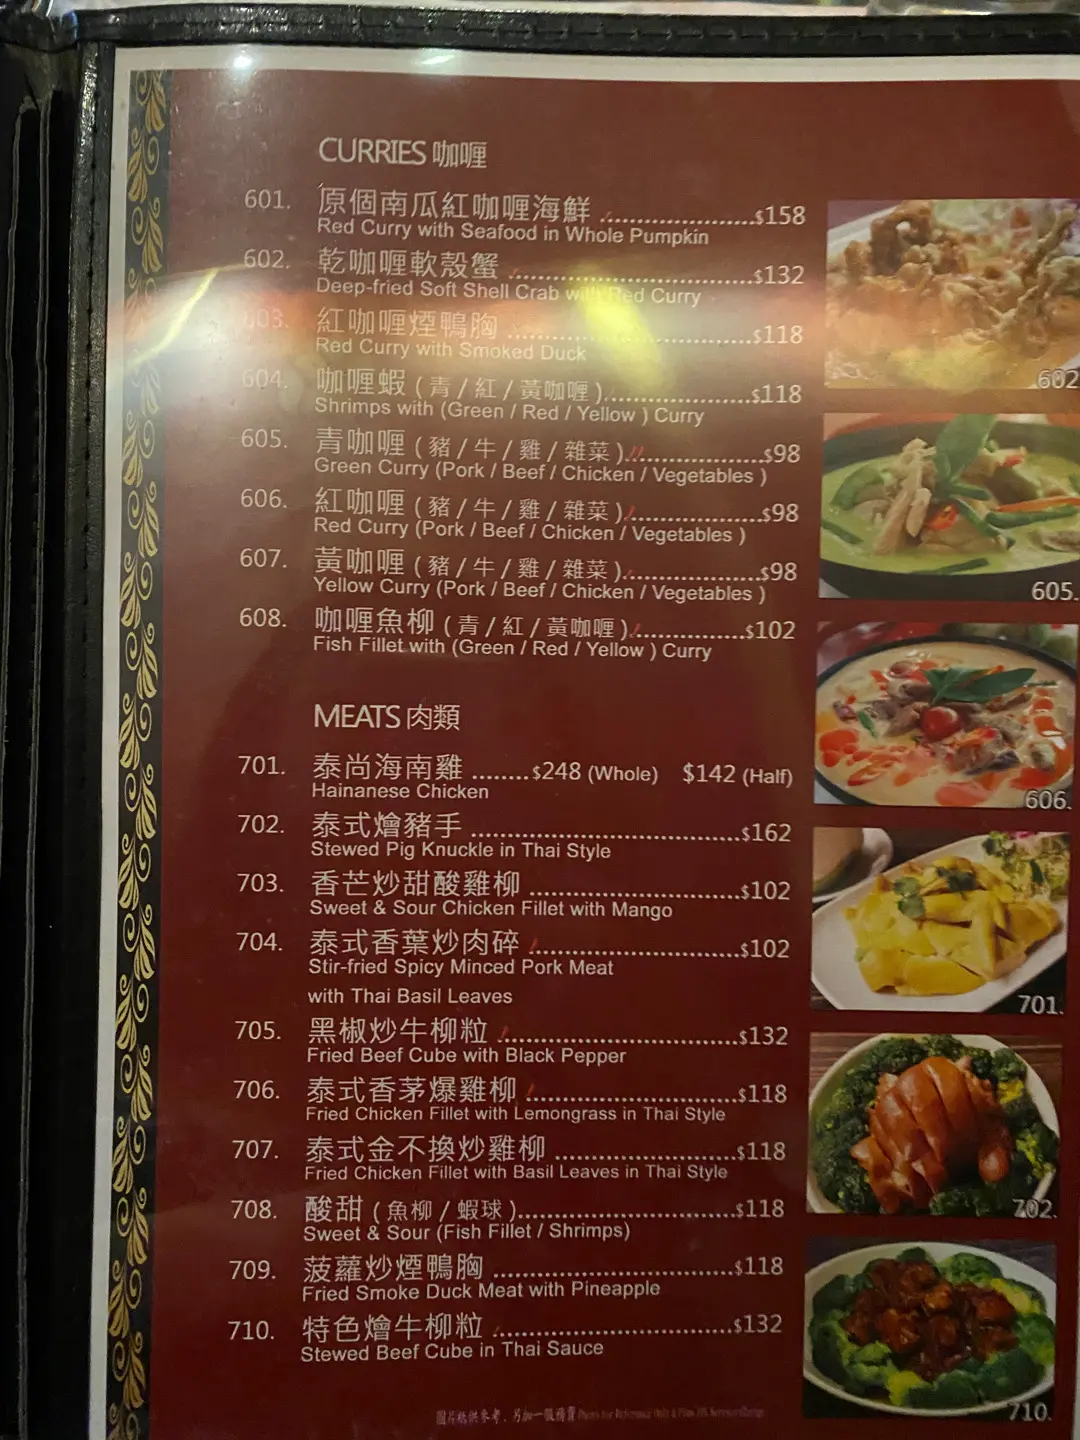 CURRIES 咖喱
601. 原個南瓜紅咖喱海鮮 ......................$158
Red Curry with Seafood in Whole Pumpkin
602. 乾咖喱軟殼蟹 ......................$132
Deep-fried Soft Shell Crab with Red Curry
603. 紅咖喱煙鴨胸 ......................$118
Red Curry with Smoked Duck
604. 咖喱蝦 ( 青 / 紅 / 黃咖喱 )......................$118
Shrimps with (Green / Red / Yellow ) Curry
605. 青咖喱 ( 豬 / 牛 / 雞 / 雜菜 )......................$98
Green Curry (Pork / Beef / Chicken / Vegetables )
606. 紅咖喱 ( 豬 / 牛 / 雞 / 雜菜 )......................$98
Red Curry (Pork / Beef / Chicken / Vegetables )
607. 黃咖喱 ( 豬 / 牛 / 雞 / 雜菜 )......................$98
Yellow Curry (Pork / Beef / Chicken / Vegetables )
608. 咖喱魚柳 ( 青 / 紅 / 黃咖喱 )......................$102
Fish Fillet with (Green / Red / Yellow ) Curry
MEATS 肉類
701. 泰尚海南雞 ........$248 (Whole) $142 (Half)
Hainanese Chicken
702. 泰式燴豬手 ......................$162
Stewed Pig Knuckle in Thai Style
703. 香芒炒甜酸雞柳 ......................$102
Sweet & Sour Chicken Fillet with Mango
704. 泰式香葉炒肉碎 ......................$102
Stir-fried Spicy Minced Pork Meat
with Thai Basil Leaves
705. 黑椒炒牛柳粒 ......................$132
Fried Beef Cube with Black Pepper
706. 泰式香茅爆雞柳 ......................$118
Fried Chicken Fillet with Lemongrass in Thai Style
707. 泰式金不換炒雞柳 ......................$118
Fried Chicken Fillet with Basil Leaves in Thai Style
708. 酸甜 ( 魚柳 / 蝦球 )......................$118
Sweet & Sour (Fish Fillet / Shrimps)
709. 菠蘿炒煙鴨胸 ......................$118
Fried Smoke Duck Meat with Pineapple
710. 特色燴牛柳粒 ......................$132
Stewed Beef Cube in Thai Sauce
圖片祇供參考，另加一服務費
602
605.
606.
701.
702.
710.